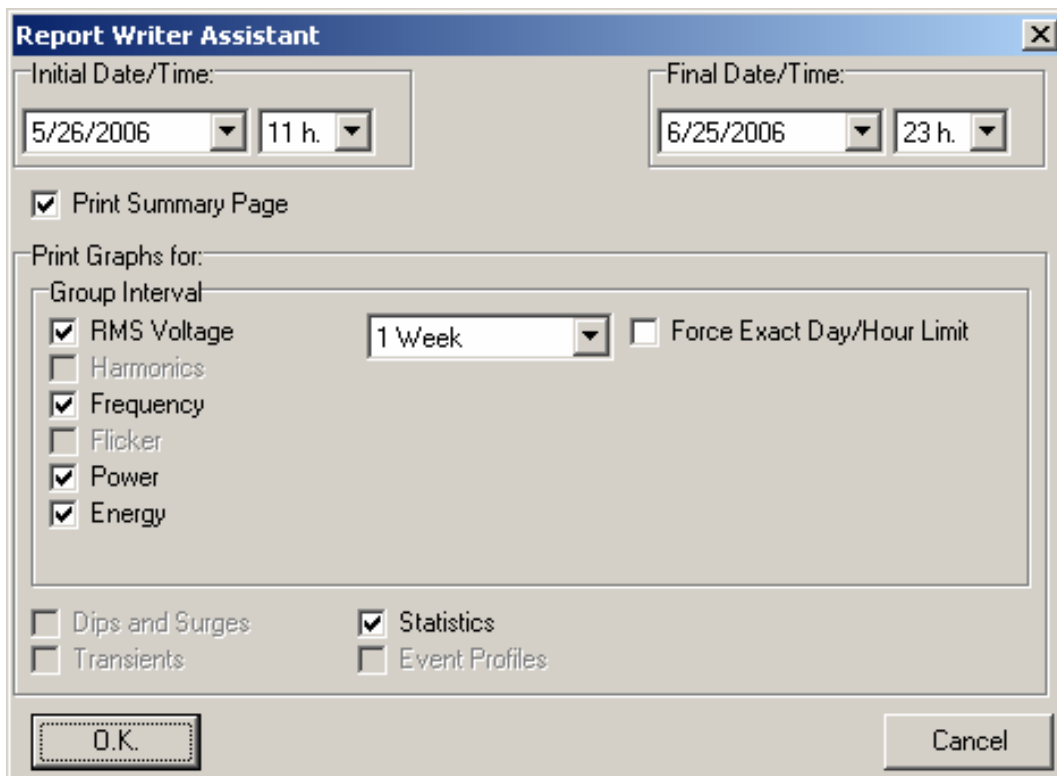 Report Writer Assistant
Initial Date/Time:
Final Date/Time:
5/26/2006 11 h.
6/25/2006 23 h.
Print Summary Page
Print Graphs for:
Group Interval
RMS Voltage
1 Week
Force Exact Day/Hour Limit
Harmonics
Frequency
Flicker
Power
Energy
Dips and Surges
Statistics
Transients
Event Profiles
O.K.
Cancel